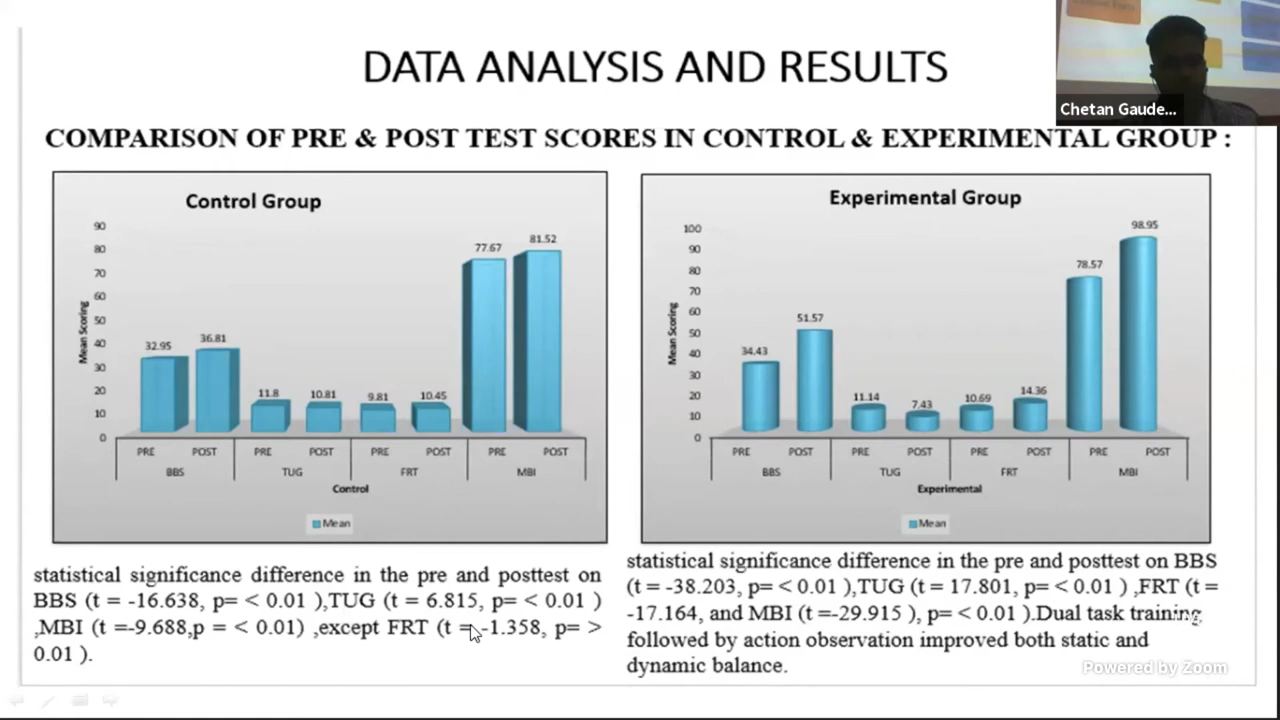 DATA ANALYSIS AND RESULTS
Chetan Gaude...
COMPARISON OF PRE & POST TEST SCORES IN CONTROL & EXPERIMENTAL GROUP :
Control Group
90
80
70
60
50
40
30
20
10
0
Mean Scoring
32.95
36.81
11.8
10.81
9.81
10.45
77.67
81.52
PRE POST PRE POST PRE POST PRE POST
BBS TUG FRT MBI
Control
Mean
Experimental Group
100
90
80
70
60
50
40
30
20
10
0
Mean Scoring
34.43
51.57
11.14
7.43
10.69
14.36
78.57
98.95
PRE POST PRE POST PRE POST PRE POST
BBS TUG FRT MBI
Experimental
Mean
statistical significance difference in the pre and posttest on
BBS (t = -16.638, p= < 0.01 ),TUG (t = 6.815, p= < 0.01 )
,MBI (t =-9.688,p = < 0.01) ,except FRT (t = -1.358, p= >
0.01 ).
statistical significance difference in the pre and posttest on BBS
(t = -38.203, p= < 0.01 ),TUG (t = 17.801, p= < 0.01 ) ,FRT (t =
-17.164, and MBI (t =-29.915 ), p= < 0.01 ).Dual task training
followed by action observation improved both static and
dynamic balance.
Powered by Zoom